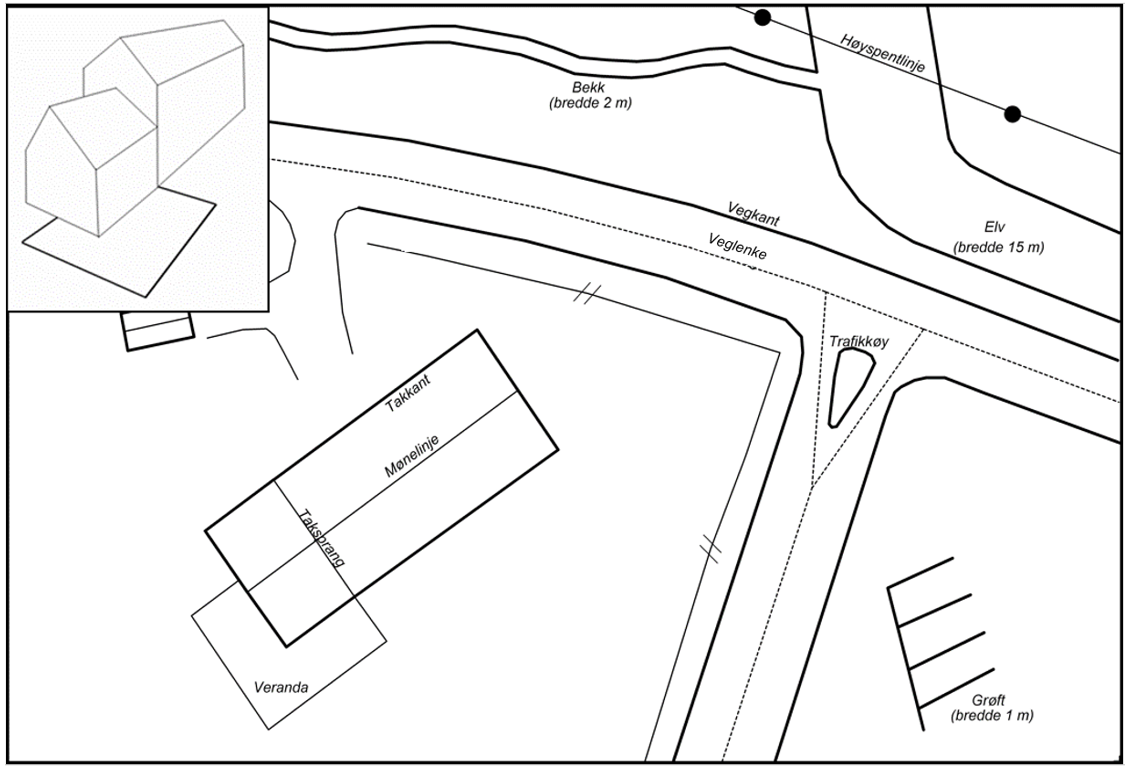 Høyspentlinje
Bekk
(bredde 2 m)
Vegkant
Elv
(bredde 15 m)
Veglenke
Trafikkøy
Takkant
Mønelinje
Taksprang
Veranda
Grøft
(bredde 1 m)